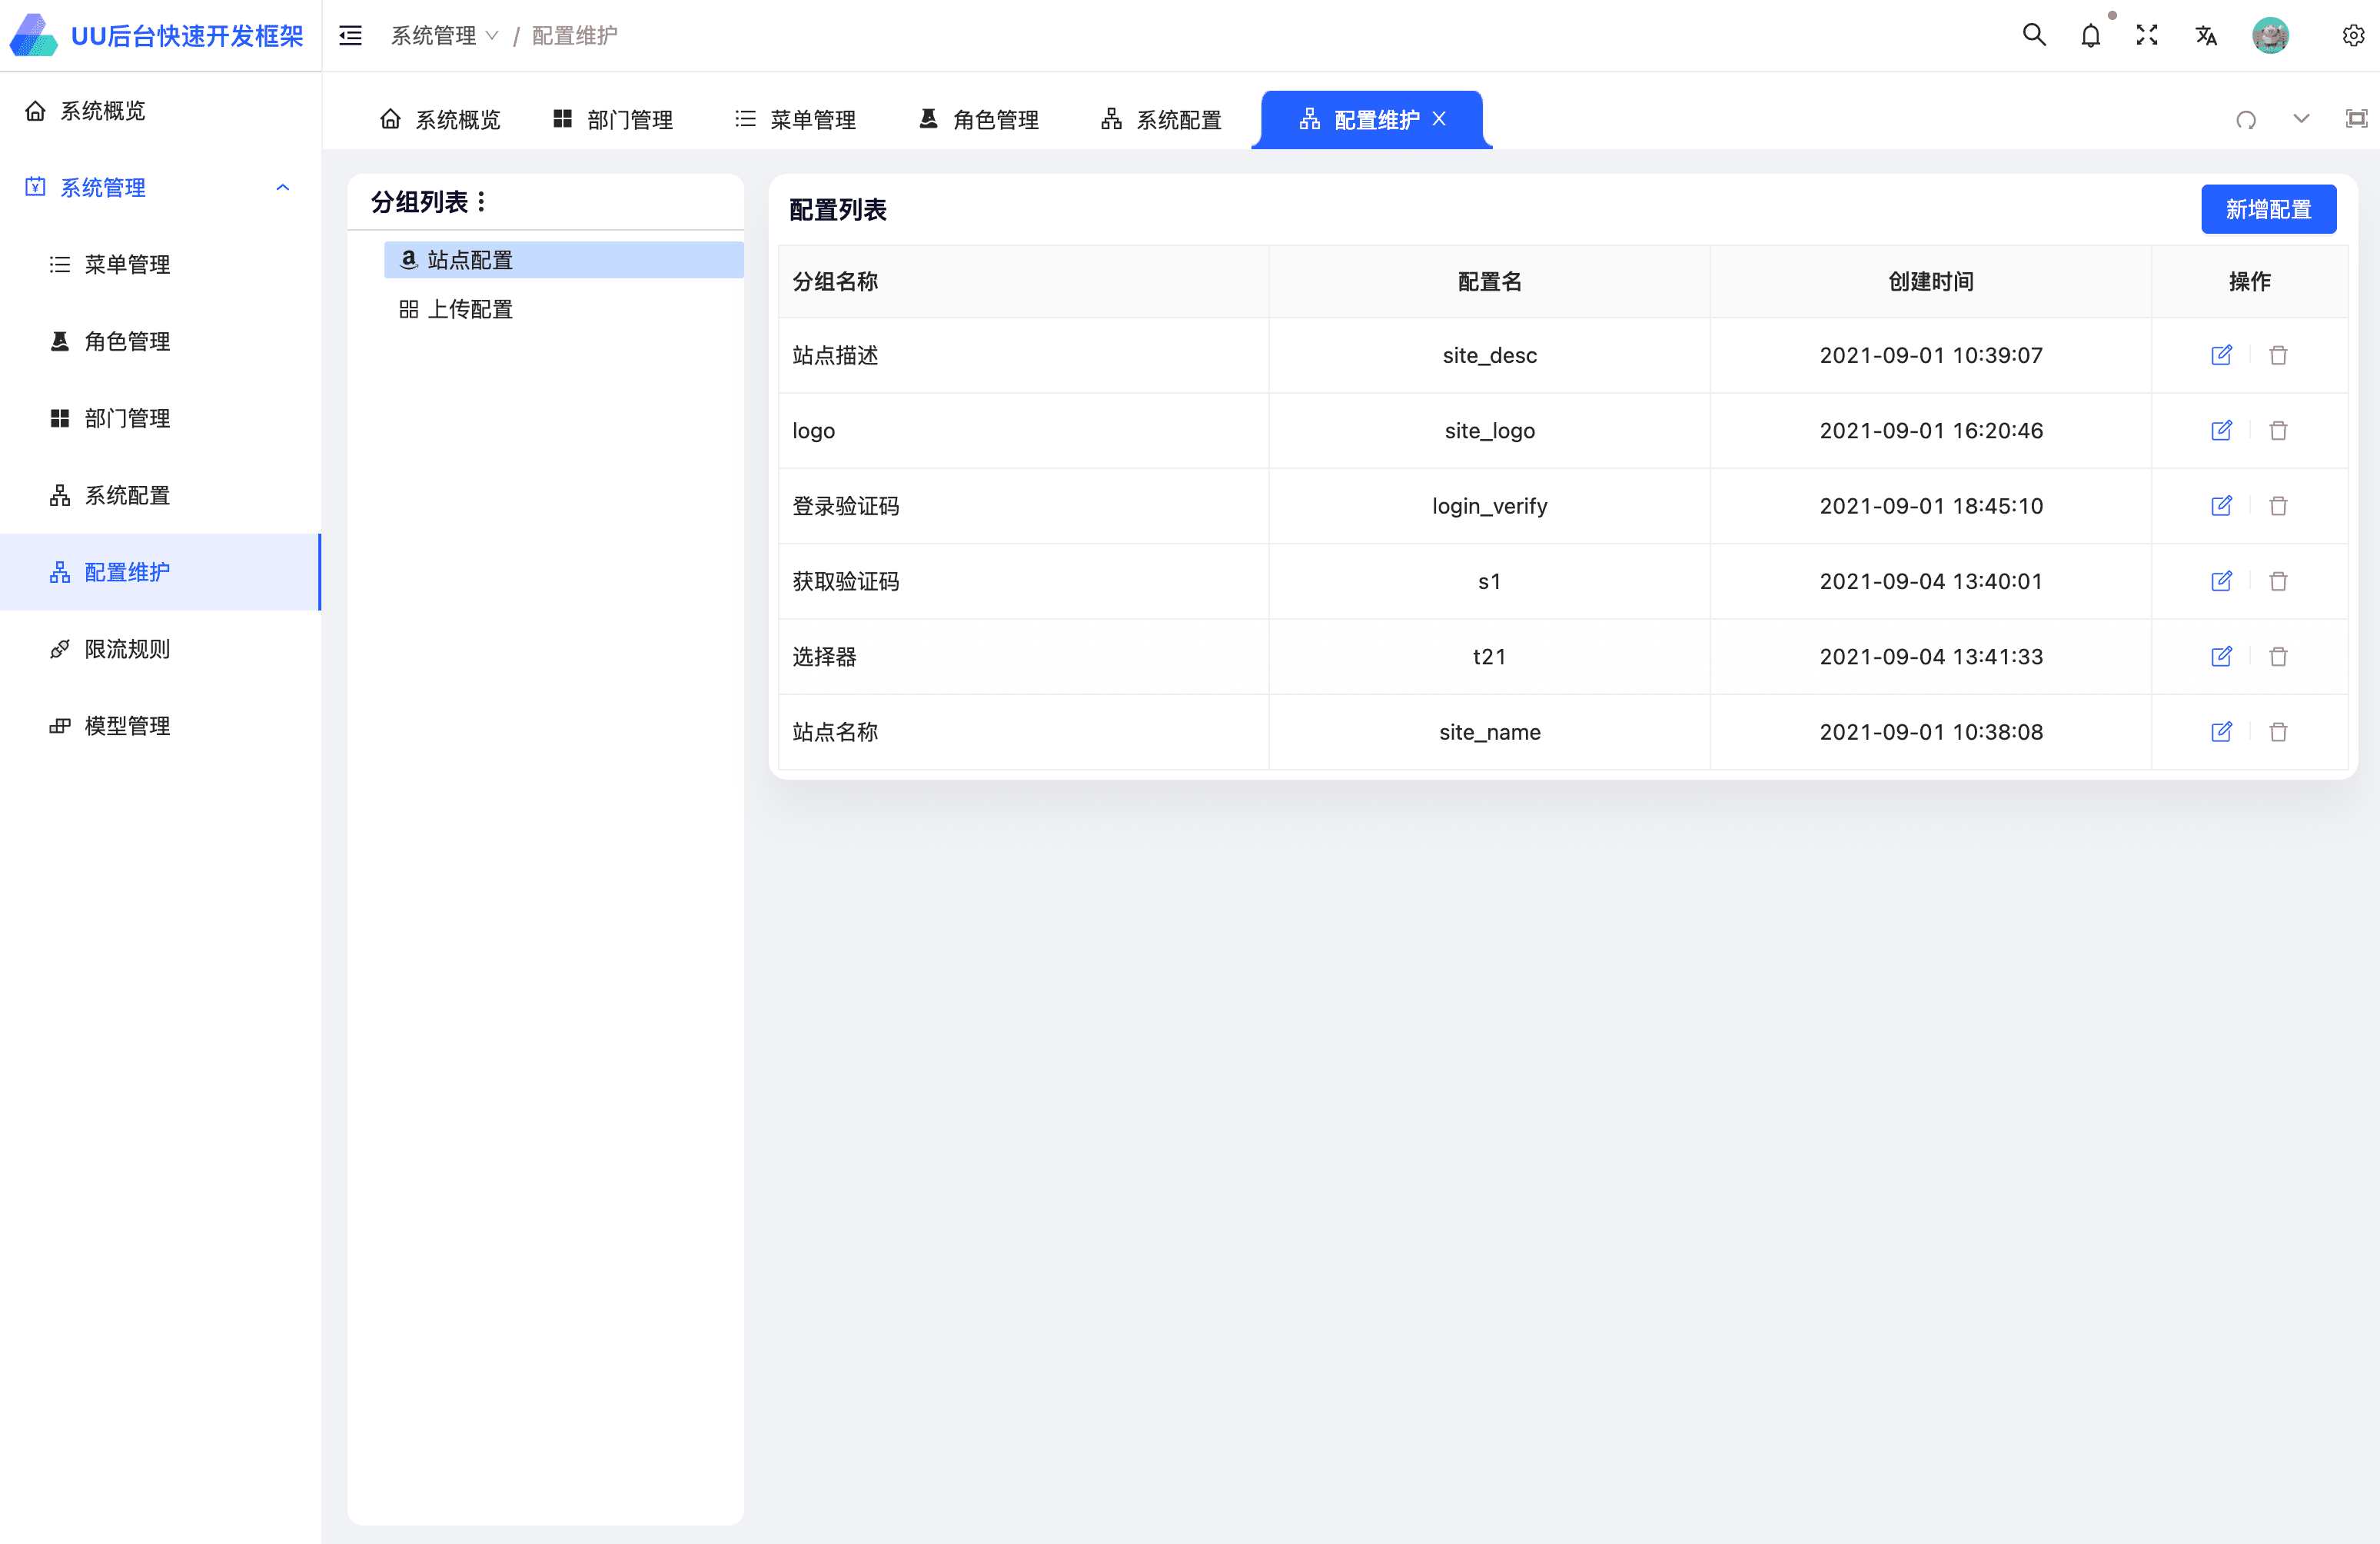 UU后台快速开发框架
系统管理 / 配置维护
系统概览
系统管理
菜单管理
角色管理
部门管理
系统配置
配置维护
限流规则
模型管理
系统概览 部门管理 菜单管理 角色管理 系统配置 配置维护
分组列表
站点配置
上传配置
配置列表 新增配置
分组名称 配置名 创建时间 操作
站点描述 site_desc 2021-09-01 10:39:07
logo site_logo 2021-09-01 16:20:46
登录验证码 login_verify 2021-09-01 18:45:10
获取验证码 s1 2021-09-04 13:40:01
选择器 t21 2021-09-04 13:41:33
站点名称 site_name 2021-09-01 10:38:08